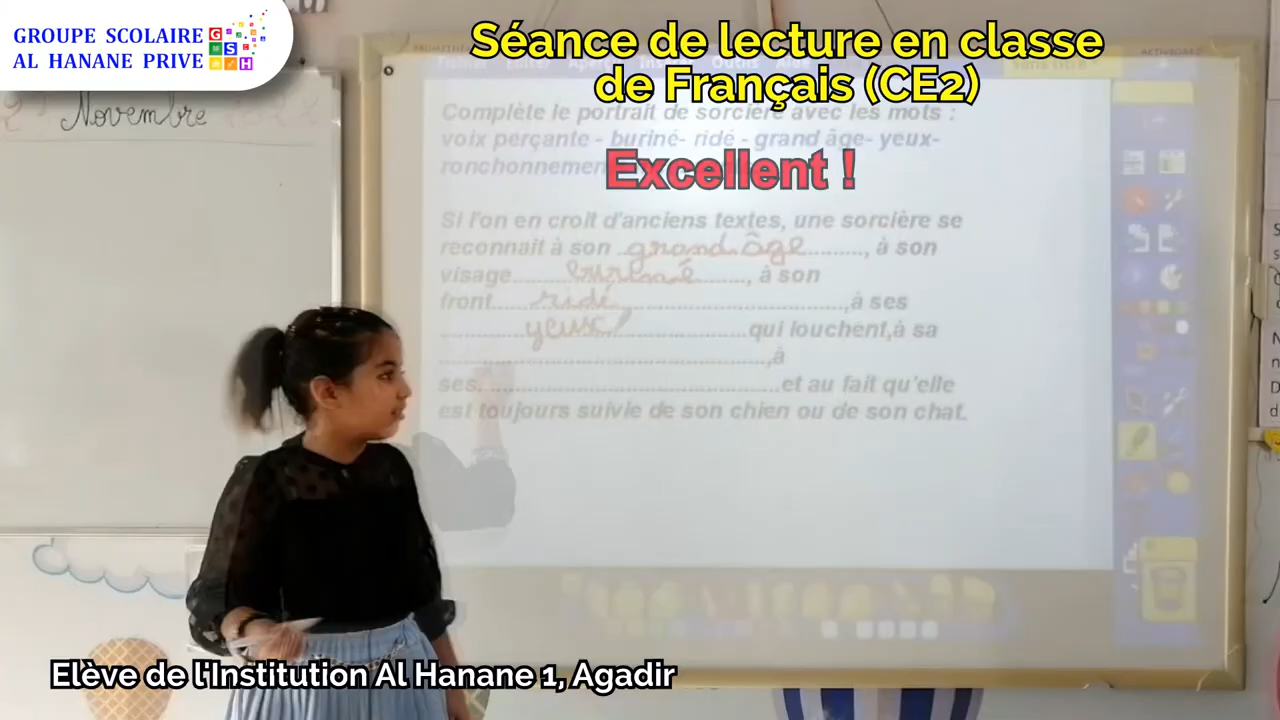 GROUPE SCOLAIRE
AL HANANE PRIVE
GSH
Séance de lecture en classe
de Français (CE2)
Novembre
Complète le portrait de sorcière avec les mots :
voix perçante - buriné- ridé - grand âge- yeux-
ronchonnemen
Excellent !
Si l'on en croit d'anciens textes, une sorcière se
reconnait à son ..grand âge.........., à son
visage............buriné........, à son
front......ridé...............................,à ses
.............yeux.....................qui louchent,à sa
......................................................,à
ses...................................................et au fait qu'elle
est toujours suivie de son chien ou de son chat.
Elève de l'Institution Al Hanane 1, Agadir